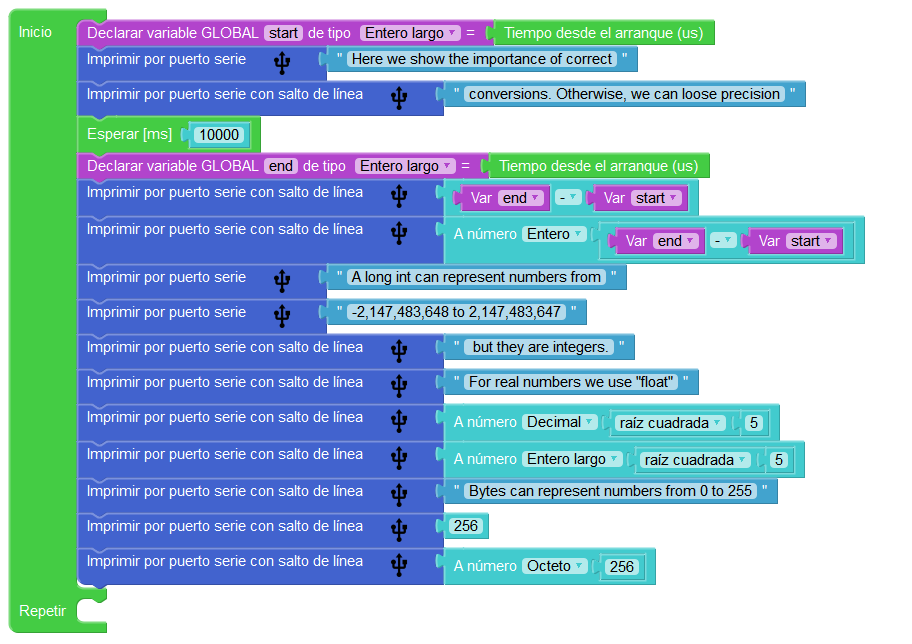 Inicio Declarar variable GLOBAL start de tipo Entero largo = Tiempo desde el arranque (us)
Imprimir por puerto serie " Here we show the importance of correct "
Imprimir por puerto serie con salto de línea " conversions. Otherwise, we can loose precision "
Esperar [ms] 10000
Declarar variable GLOBAL end de tipo Entero largo = Tiempo desde el arranque (us)
Imprimir por puerto serie con salto de línea Var end - Var start
Imprimir por puerto serie con salto de línea A número Entero Var end - Var start
Imprimir por puerto serie " A long int can represent numbers from "
Imprimir por puerto serie " -2,147,483,648 to 2,147,483,647 "
Imprimir por puerto serie con salto de línea " but they are integers. "
Imprimir por puerto serie con salto de línea " For real numbers we use "float" "
Imprimir por puerto serie con salto de línea A número Decimal raíz cuadrada 5
Imprimir por puerto serie con salto de línea A número Entero largo raíz cuadrada 5
Imprimir por puerto serie con salto de línea " Bytes can represent numbers from 0 to 255 "
Imprimir por puerto serie con salto de línea 256
Imprimir por puerto serie con salto de línea A número Octeto 256
Repetir